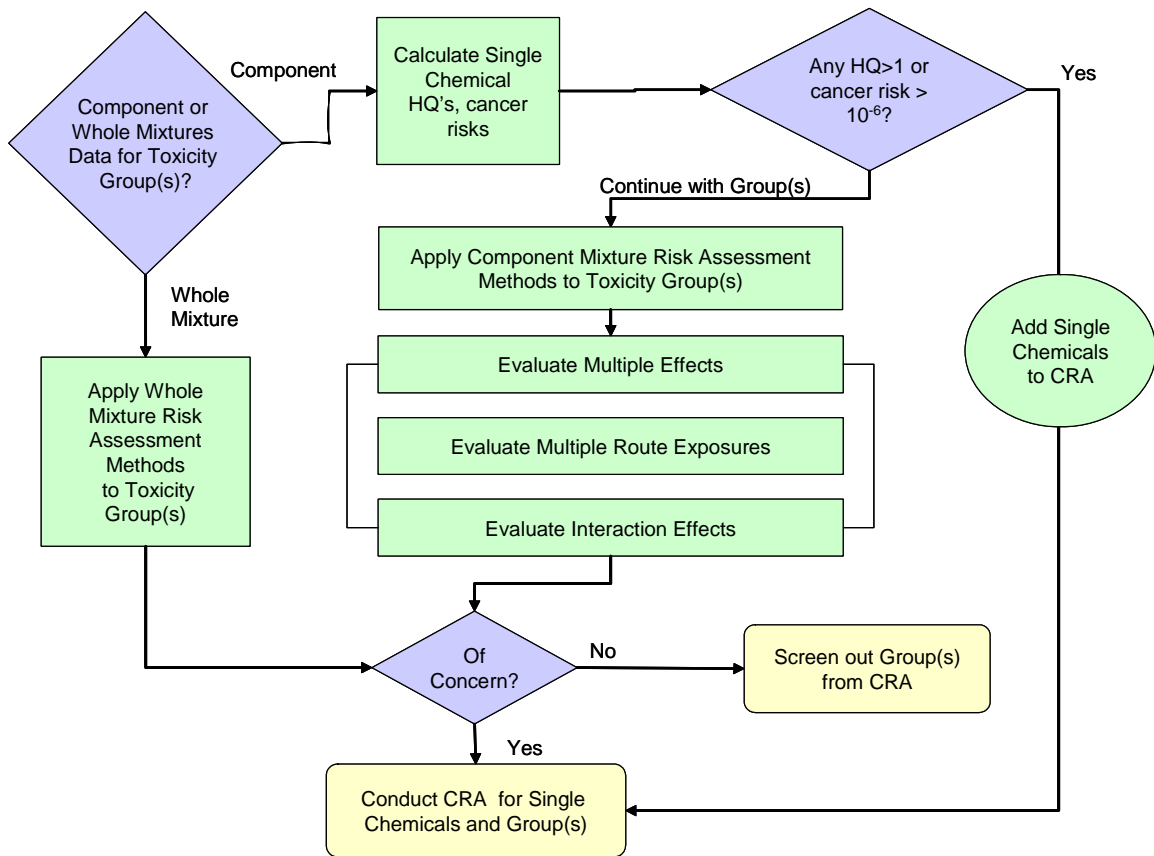 Component or
Whole Mixtures
Data for Toxicity
Group(s)?
Component
Calculate Single
Chemical
HQ's, cancer
risks
Any HQ>1 or
cancer risk >
10⁻⁶?
Yes
Continue with Group(s)
Apply Component Mixture Risk Assessment
Methods to Toxicity Group(s)
Whole
Mixture
Add Single
Chemicals
to CRA
Evaluate Multiple Effects
Apply Whole
Mixture Risk
Assessment
Methods
to Toxicity
Group(s)
Evaluate Multiple Route Exposures
Evaluate Interaction Effects
Of
Concern?
No
Screen out Group(s)
from CRA
Yes
Conduct CRA for Single
Chemicals and Group(s)